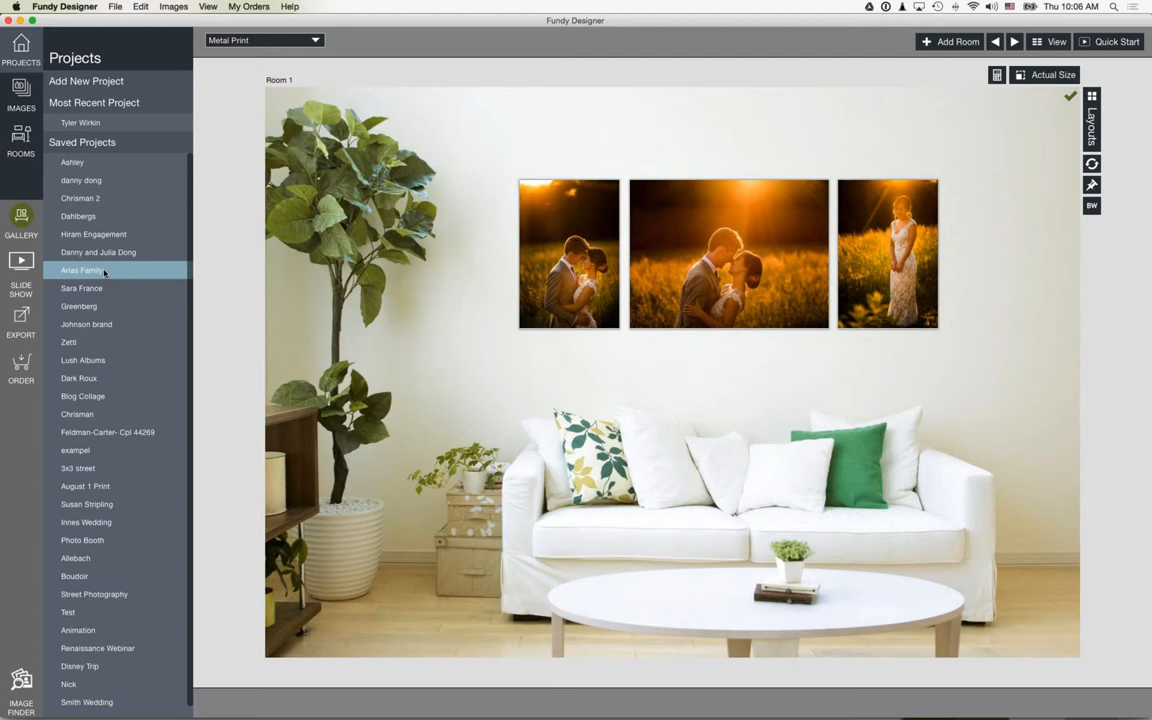 Fundy Designer File Edit Images View My Orders Help Thu 10:06 AM
Fundy Designer
PROJECTS
IMAGES
ROOMS
GALLERY
SLIDE
SHOW
EXPORT
ORDER
IMAGE
FINDER
Projects
Add New Project
Most Recent Project
Tyler Wirkin
Saved Projects
Ashley
danny dong
Chrisman 2
Dahlbergs
Hiram Engagement
Danny and Julia Dong
Arias Family
Sara France
Greenberg
Johnson brand
Zettl
Lush Albums
Dark Roux
Blog Collage
Chrisman
Feldman-Carter- Cpl 44269
exampel
3x3 street
August 1 Print
Susan Stripling
Innes Wedding
Photo Booth
Allebach
Boudoir
Street Photography
Test
Animation
Renaissance Webinar
Disney Trip
Nick
Smith Wedding
Metal Print
Add Room View Quick Start
Room 1
Actual Size
Layouts
BW